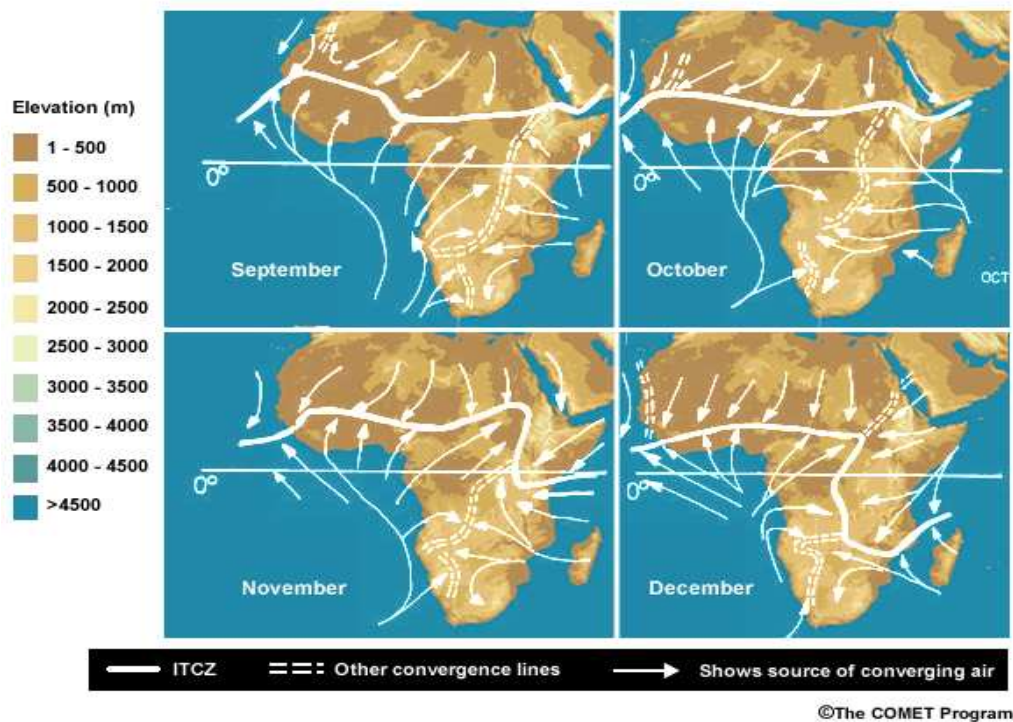 Elevation (m)
1 - 500
500 - 1000
1000 - 1500
1500 - 2000
2000 - 2500
2500 - 3000
3000 - 3500
3500 - 4000
4000 - 4500
>4500
0°
September
0°
October
OCT
0°
November
0°
December
ITCZ
Other convergence lines
Shows source of converging air
©The COMET Program